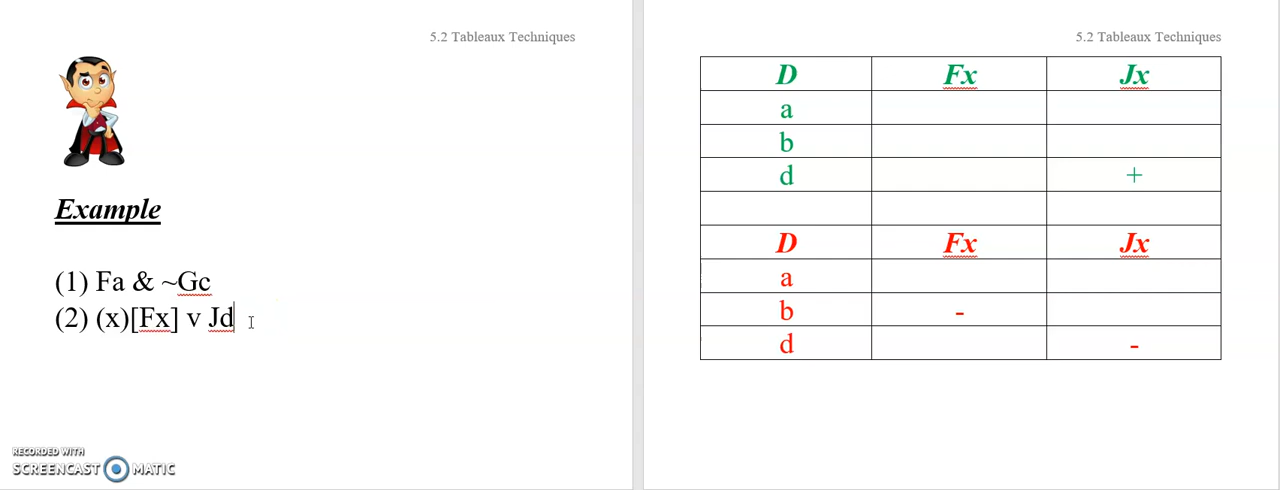 5.2 Tableaux Techniques
Example
(1) Fa & ~Gc
(2) (x)[Fx] v Jd
RECORDED WITH
SCREENCAST MATIC
5.2 Tableaux Techniques
D Fx Jx
a
b
d +
D Fx Jx
a
b -
d -